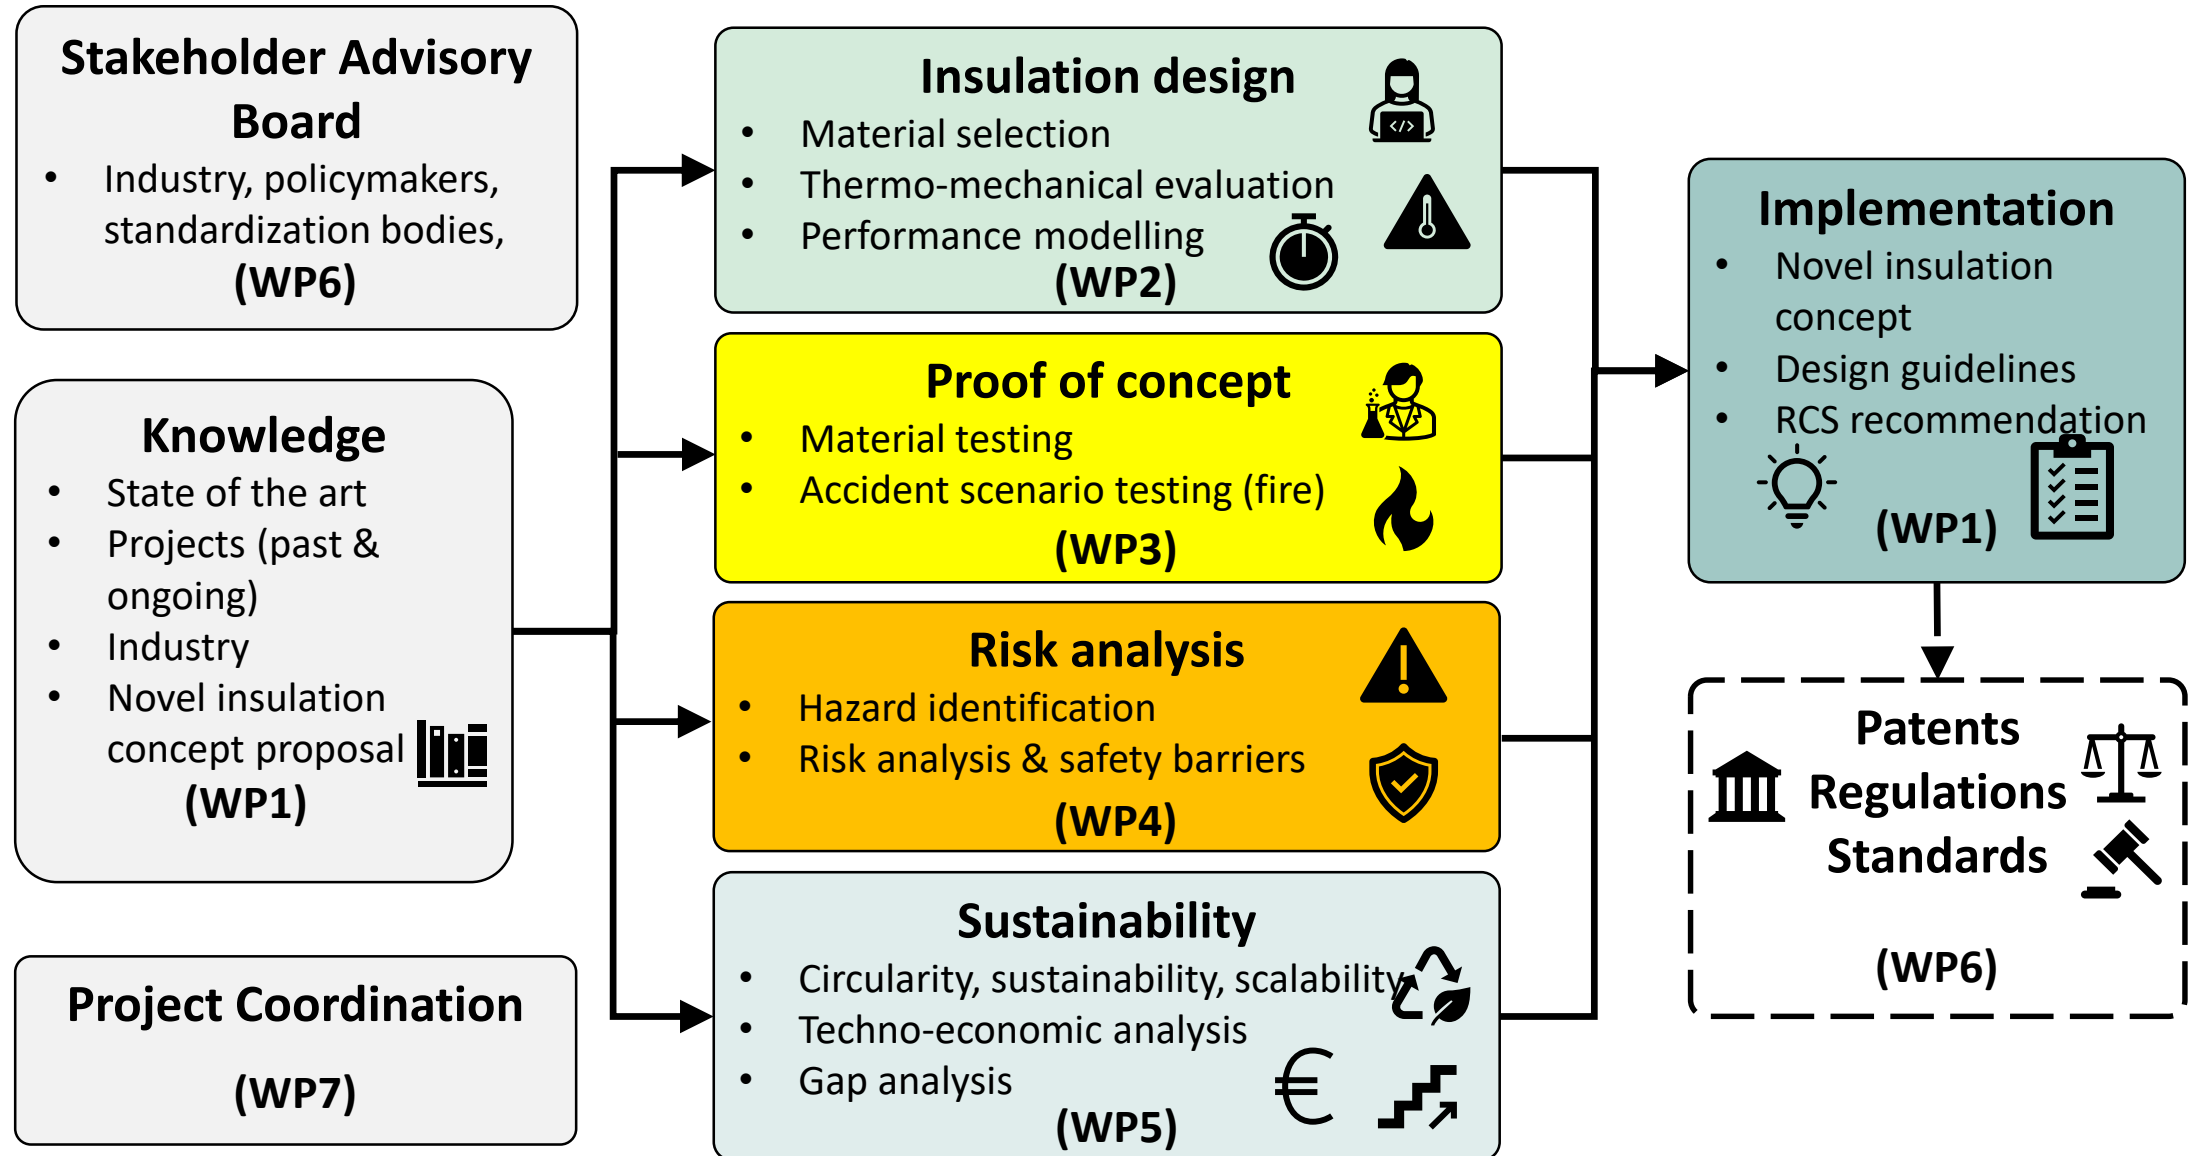 Stakeholder Advisory
Board
• Industry, policymakers,
standardization bodies,
(WP6)
Knowledge
• State of the art
• Projects (past &
ongoing)
• Industry
• Novel insulation
concept proposal
(WP1)
Project Coordination
(WP7)
Insulation design
• Material selection
• Thermo-mechanical evaluation
• Performance modelling
(WP2)
</>
Proof of concept
• Material testing
• Accident scenario testing (fire)
(WP3)
Risk analysis
• Hazard identification
• Risk analysis & safety barriers
(WP4)
Sustainability
• Circularity, sustainability, scalability
• Techno-economic analysis
• Gap analysis
(WP5)
€
Implementation
• Novel insulation
concept
• Design guidelines
• RCS recommendation
(WP1)
Patents
Regulations
Standards
(WP6)